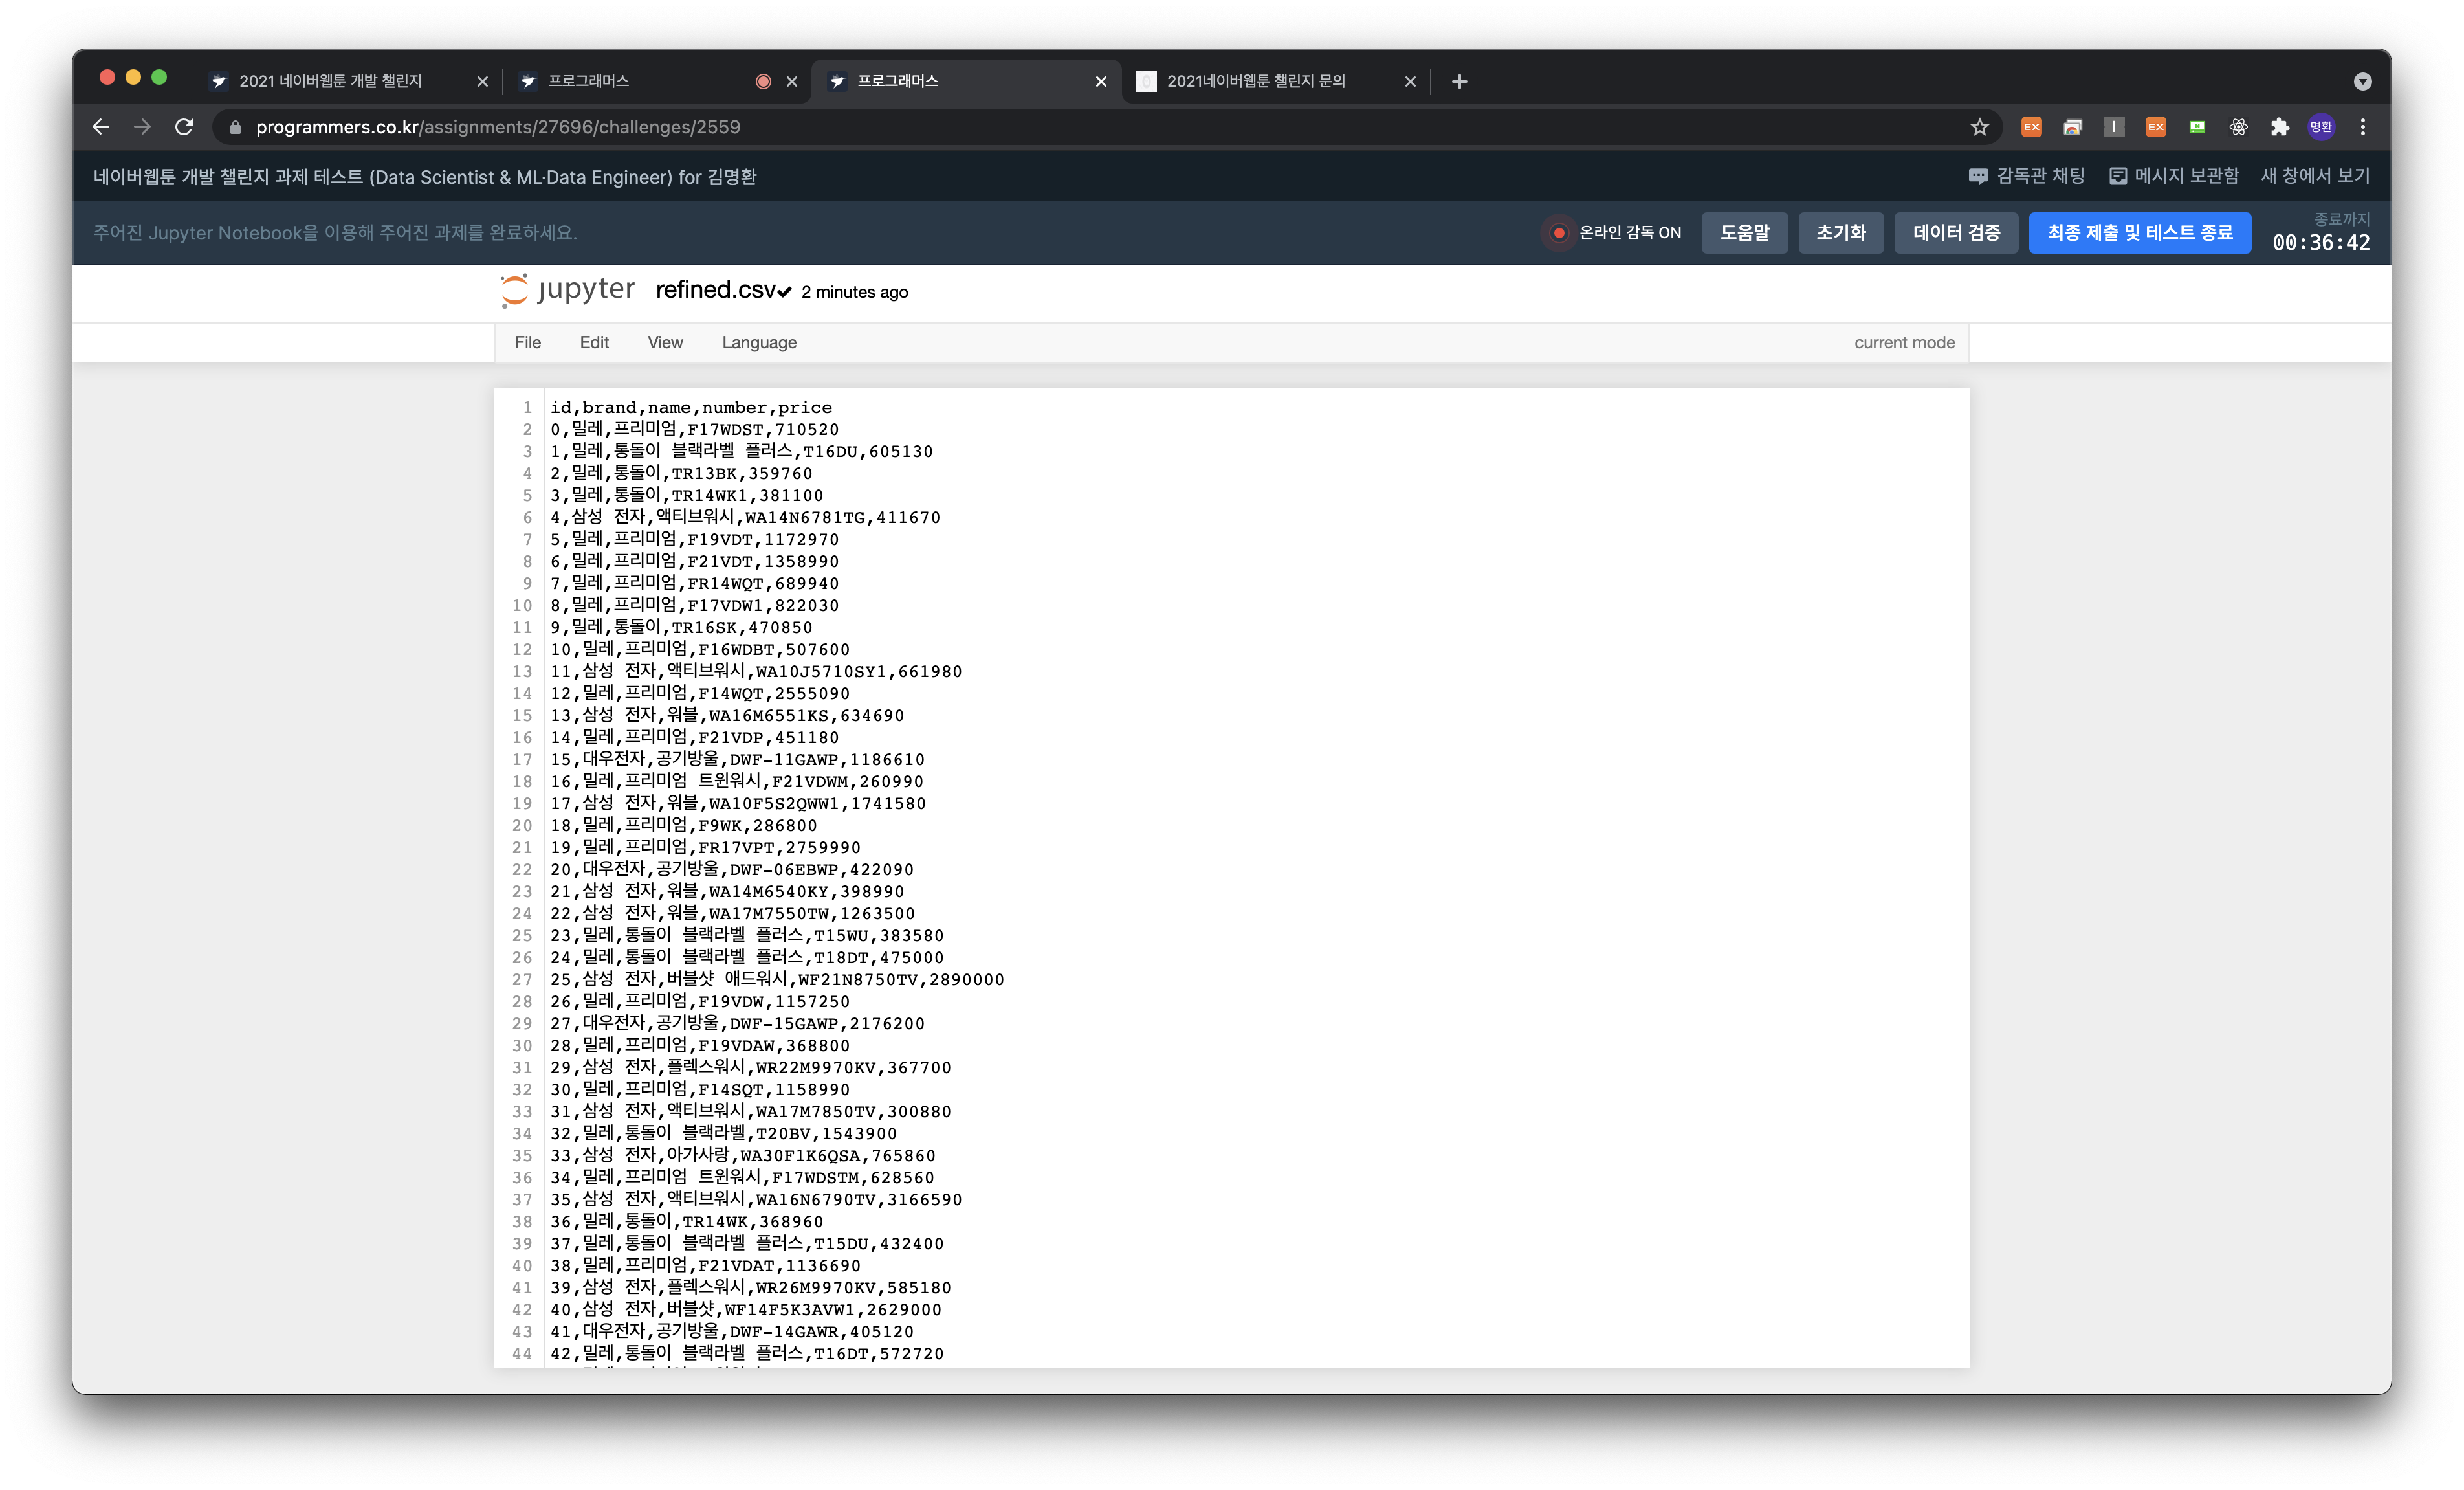 2021 네이버웹툰 개발 챌린지
프로그래머스
프로그래머스
2021네이버웹툰 챌린지 문의
programmers.co.kr/assignments/27696/challenges/2559
EX
EX
명환
네이버웹툰 개발 챌린지 과제 테스트 (Data Scientist & ML·Data Engineer) for 김명환
감독관 채팅
메시지 보관함
새 창에서 보기
주어진 Jupyter Notebook을 이용해 주어진 과제를 완료하세요.
온라인 감독 ON
도움말
초기화
데이터 검증
최종 제출 및 테스트 종료
종료까지
00:36:42
jupyter refined.csv 2 minutes ago
File Edit View Language current mode
1 id,brand,name,number,price
2 0,밀레,프리미엄,F17WDST,710520
3 1,밀레,통돌이 블랙라벨 플러스,T16DU,605130
4 2,밀레,통돌이,TR13BK,359760
5 3,밀레,통돌이,TR14WK1,381100
6 4,삼성 전자,액티브워시,WA14N6781TG,411670
7 5,밀레,프리미엄,F19VDT,1172970
8 6,밀레,프리미엄,F21VDT,1358990
9 7,밀레,프리미엄,FR14WQT,689940
10 8,밀레,프리미엄,F17VDW1,822030
11 9,밀레,통돌이,TR16SK,470850
12 10,밀레,프리미엄,F16WDBT,507600
13 11,삼성 전자,액티브워시,WA10J5710SY1,661980
14 12,밀레,프리미엄,F14WQT,2555090
15 13,삼성 전자,워블,WA16M6551KS,634690
16 14,밀레,프리미엄,F21VDP,451180
17 15,대우전자,공기방울,DWF-11GAWP,1186610
18 16,밀레,프리미엄 트윈워시,F21VDWM,260990
19 17,삼성 전자,워블,WA10F5S2QWW1,1741580
20 18,밀레,프리미엄,F9WK,286800
21 19,밀레,프리미엄,FR17VPT,2759990
22 20,대우전자,공기방울,DWF-06EBWP,422090
23 21,삼성 전자,워블,WA14M6540KY,398990
24 22,삼성 전자,워블,WA17M7550TW,1263500
25 23,밀레,통돌이 블랙라벨 플러스,T15WU,383580
26 24,밀레,통돌이 블랙라벨 플러스,T18DT,475000
27 25,삼성 전자,버블샷 애드워시,WF21N8750TV,2890000
28 26,밀레,프리미엄,F19VDW,1157250
29 27,대우전자,공기방울,DWF-15GAWP,2176200
30 28,밀레,프리미엄,F19VDAW,368800
31 29,삼성 전자,플렉스워시,WR22M9970KV,367700
32 30,밀레,프리미엄,F14SQT,1158990
33 31,삼성 전자,액티브워시,WA17M7850TV,300880
34 32,밀레,통돌이 블랙라벨,T20BV,1543900
35 33,삼성 전자,아가사랑,WA30F1K6QSA,765860
36 34,밀레,프리미엄 트윈워시,F17WDSTM,628560
37 35,삼성 전자,액티브워시,WA16N6790TV,3166590
38 36,밀레,통돌이,TR14WK,368960
39 37,밀레,통돌이 블랙라벨 플러스,T15DU,432400
40 38,밀레,프리미엄,F21VDAT,1136690
41 39,삼성 전자,플렉스워시,WR26M9970KV,585180
42 40,삼성 전자,버블샷,WF14F5K3AVW1,2629000
43 41,대우전자,공기방울,DWF-14GAWR,405120
44 42,밀레,통돌이 블랙라벨 플러스,T16DT,572720